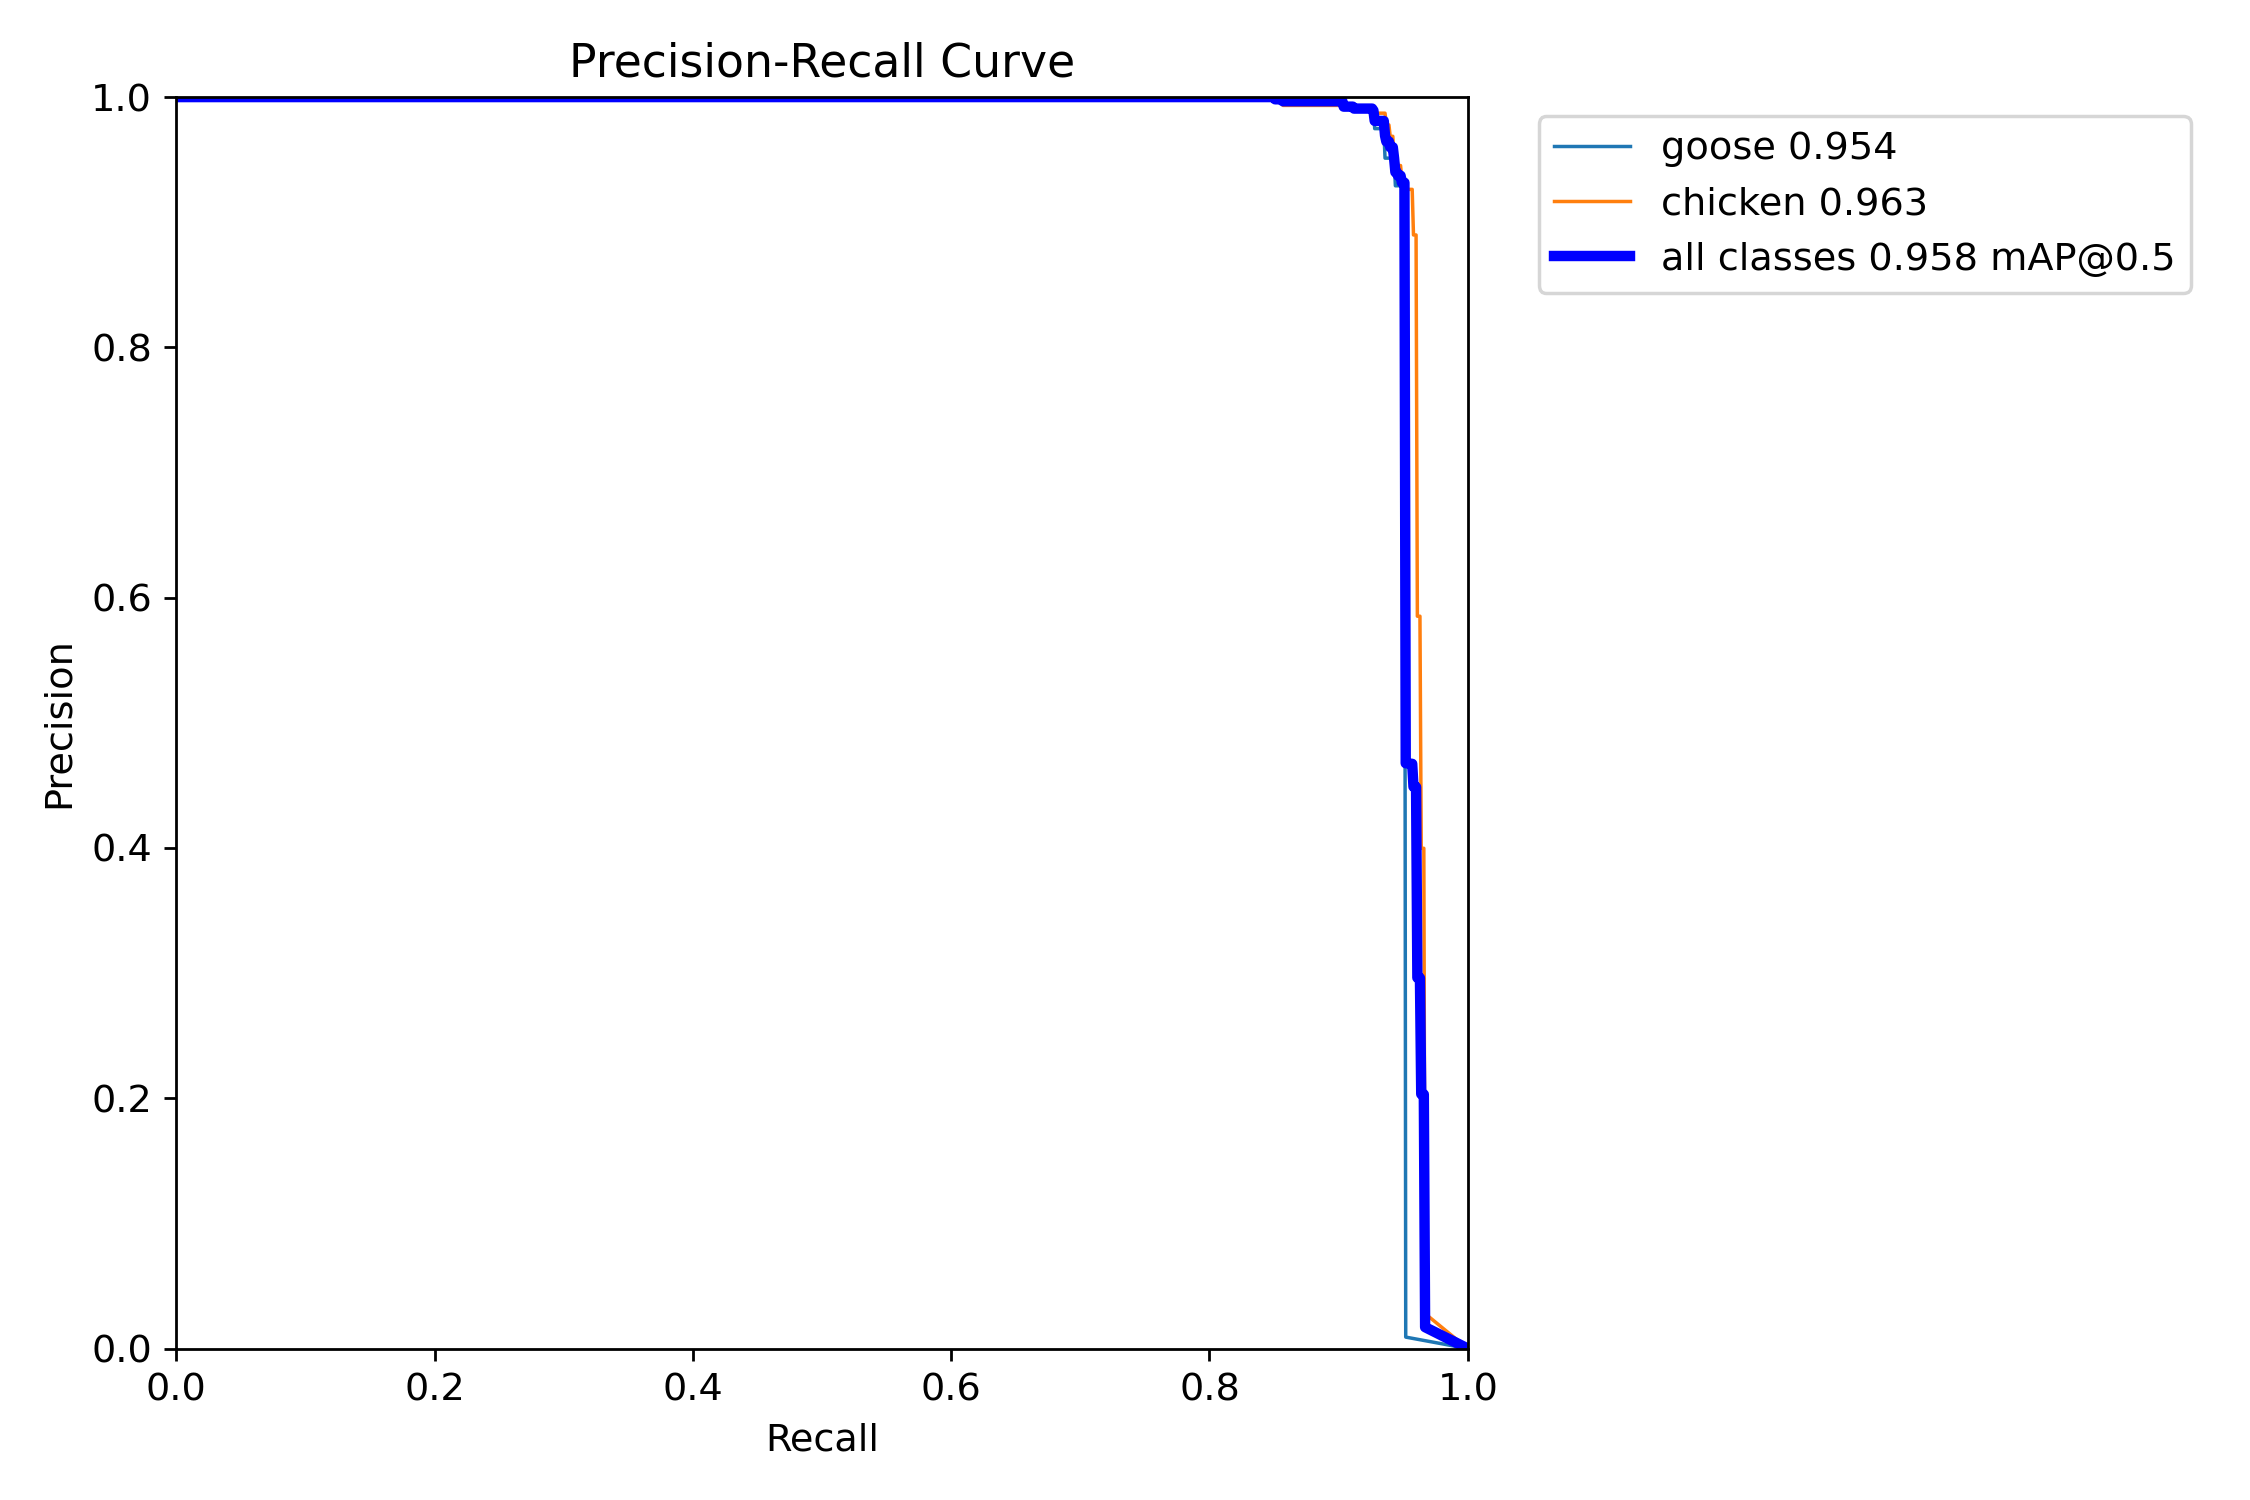 Precision-Recall Curve
1.0
0.8
0.6
0.4
0.2
0.0
Precision
0.0 0.2 0.4 0.6 0.8 1.0
Recall
goose 0.954
chicken 0.963
all classes 0.958 mAP@0.5